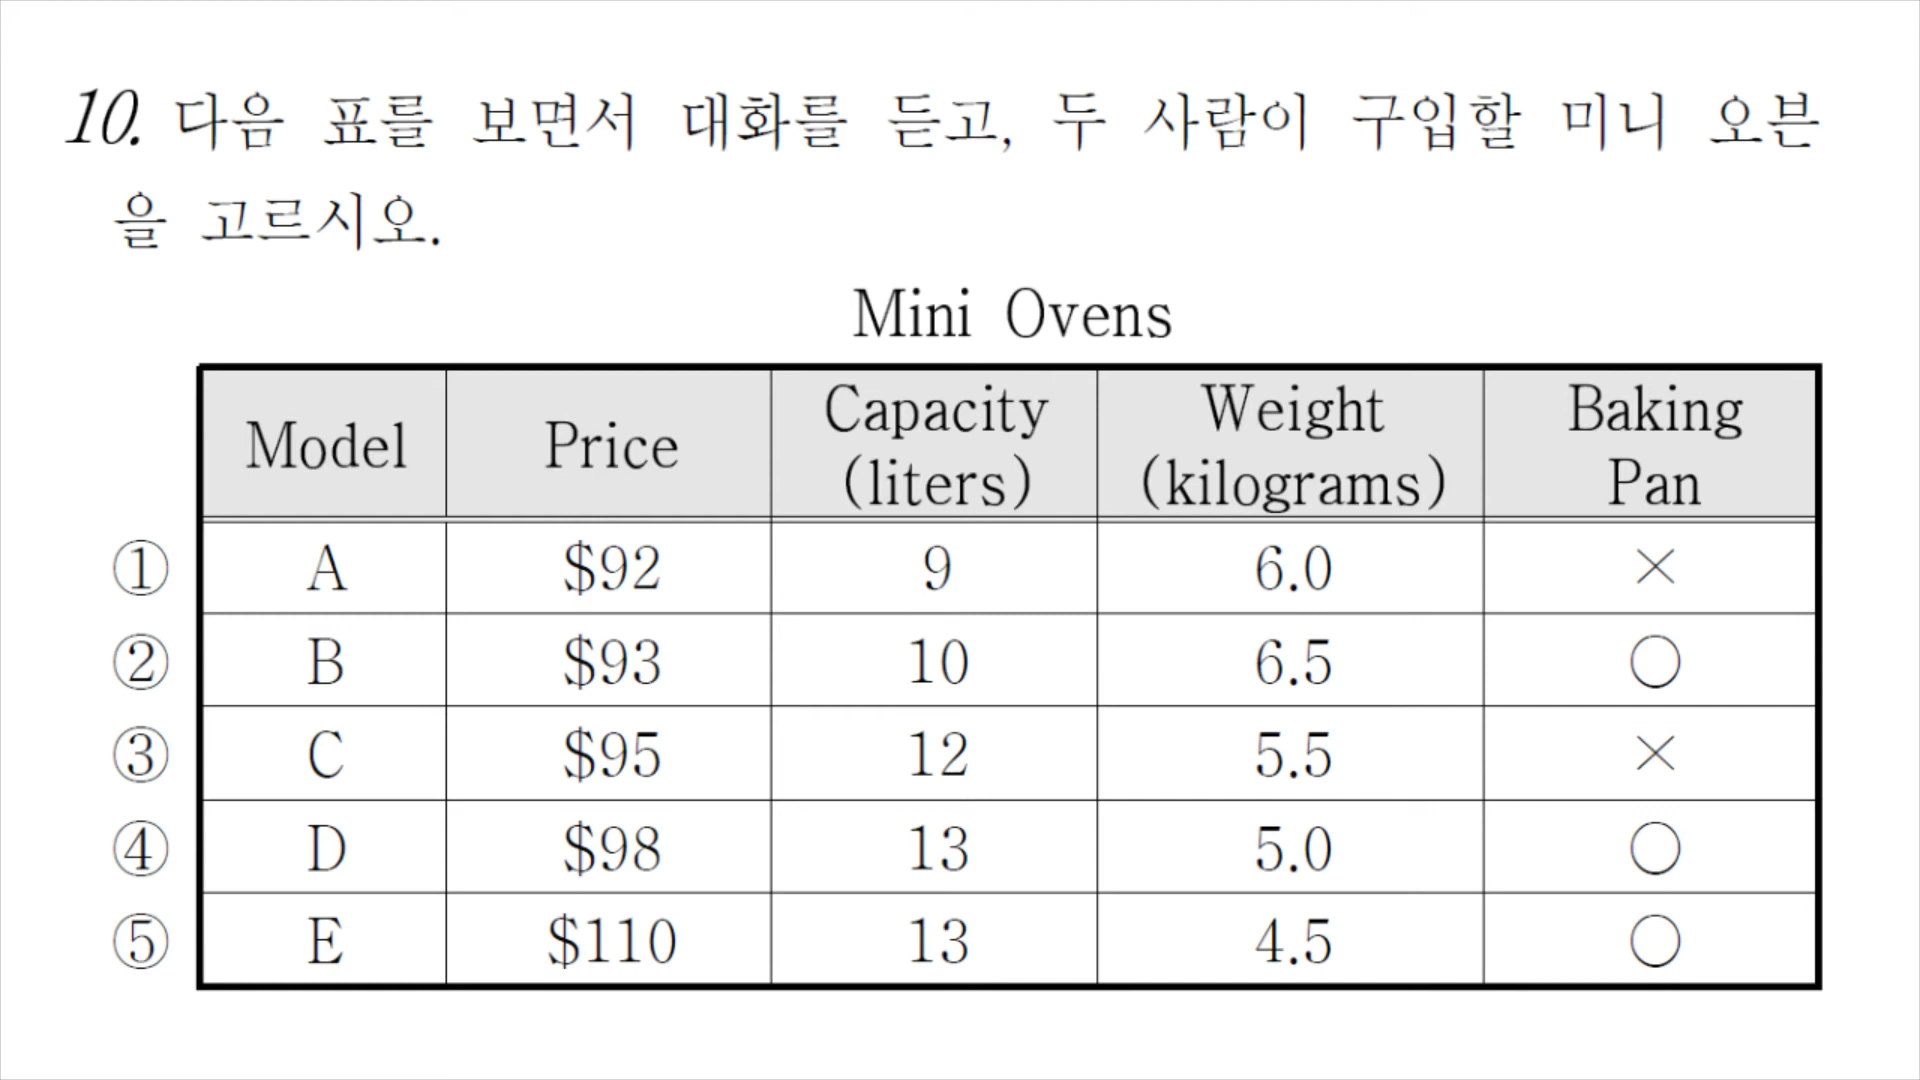 10. 다음 표를 보면서 대화를 듣고, 두 사람이 구입할 미니 오븐
을 고르시오.
Mini Ovens
Model Price Capacity (liters) Weight (kilograms) Baking Pan
① A $92 9 6.0 ×
② B $93 10 6.5 ○
③ C $95 12 5.5 ×
④ D $98 13 5.0 ○
⑤ E $110 13 4.5 ○